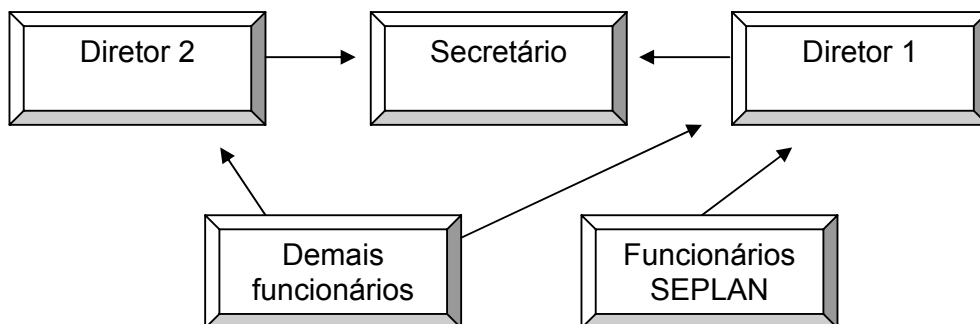 Diretor 2
Secretário
Diretor 1
Demais
funcionários
Funcionários
SEPLAN